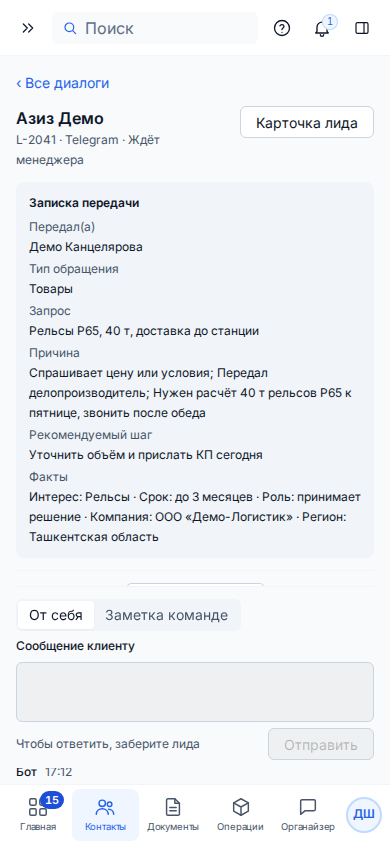 Поиск
1
‹ Все диалоги
Азиз Демо
Карточка лида
L-2041 · Telegram · Ждёт
менеджера
Записка передачи
Передал(а)
Демо Канцелярова
Тип обращения
Товары
Запрос
Рельсы Р65, 40 т, доставка до станции
Причина
Спрашивает цену или условия; Передал
делопроизводитель; Нужен расчёт 40 т рельсов Р65 к
пятнице, звонить после обеда
Рекомендуемый шаг
Уточнить объём и прислать КП сегодня
Факты
Интерес: Рельсы · Срок: до 3 месяцев · Роль: принимает
решение · Компания: ООО «Демо-Логистик» · Регион:
Ташкентская область
От себя
Заметка команде
Сообщение клиенту
Чтобы ответить, заберите лида
Отправить
Бот 17:12
15
Главная
Контакты
Документы
Операции
Органайзер
ДШ